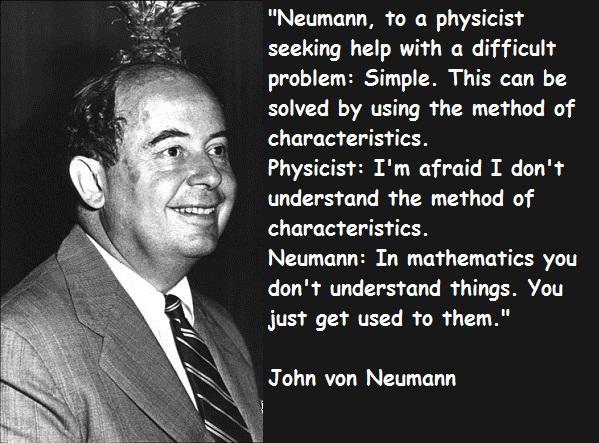 "Neumann, to a physicist
seeking help with a difficult
problem: Simple. This can be
solved by using the method of
characteristics.
Physicist: I'm afraid I don't
understand the method of
characteristics.
Neumann: In mathematics you
don't understand things. You
just get used to them."
John von Neumann